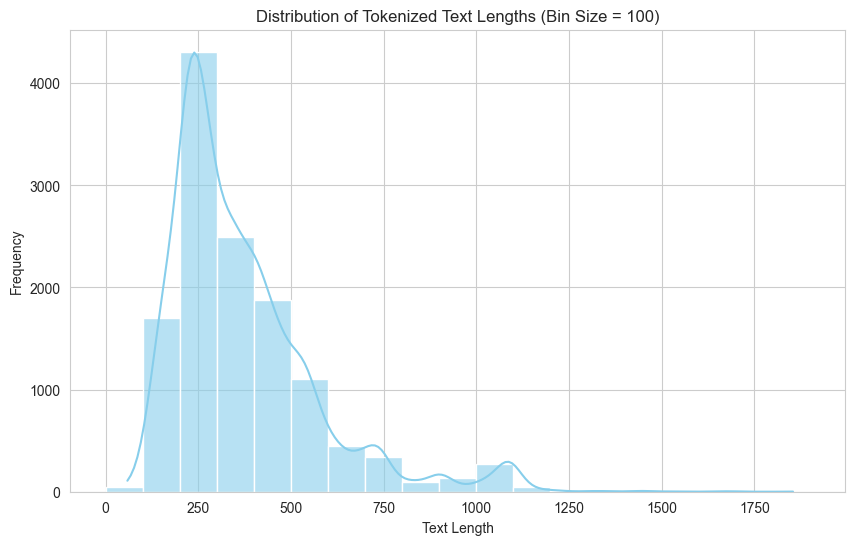 Distribution of Tokenized Text Lengths (Bin Size = 100)
Frequency
4000
3000
2000
1000
0
0 250 500 750 1000 1250 1500 1750
Text Length